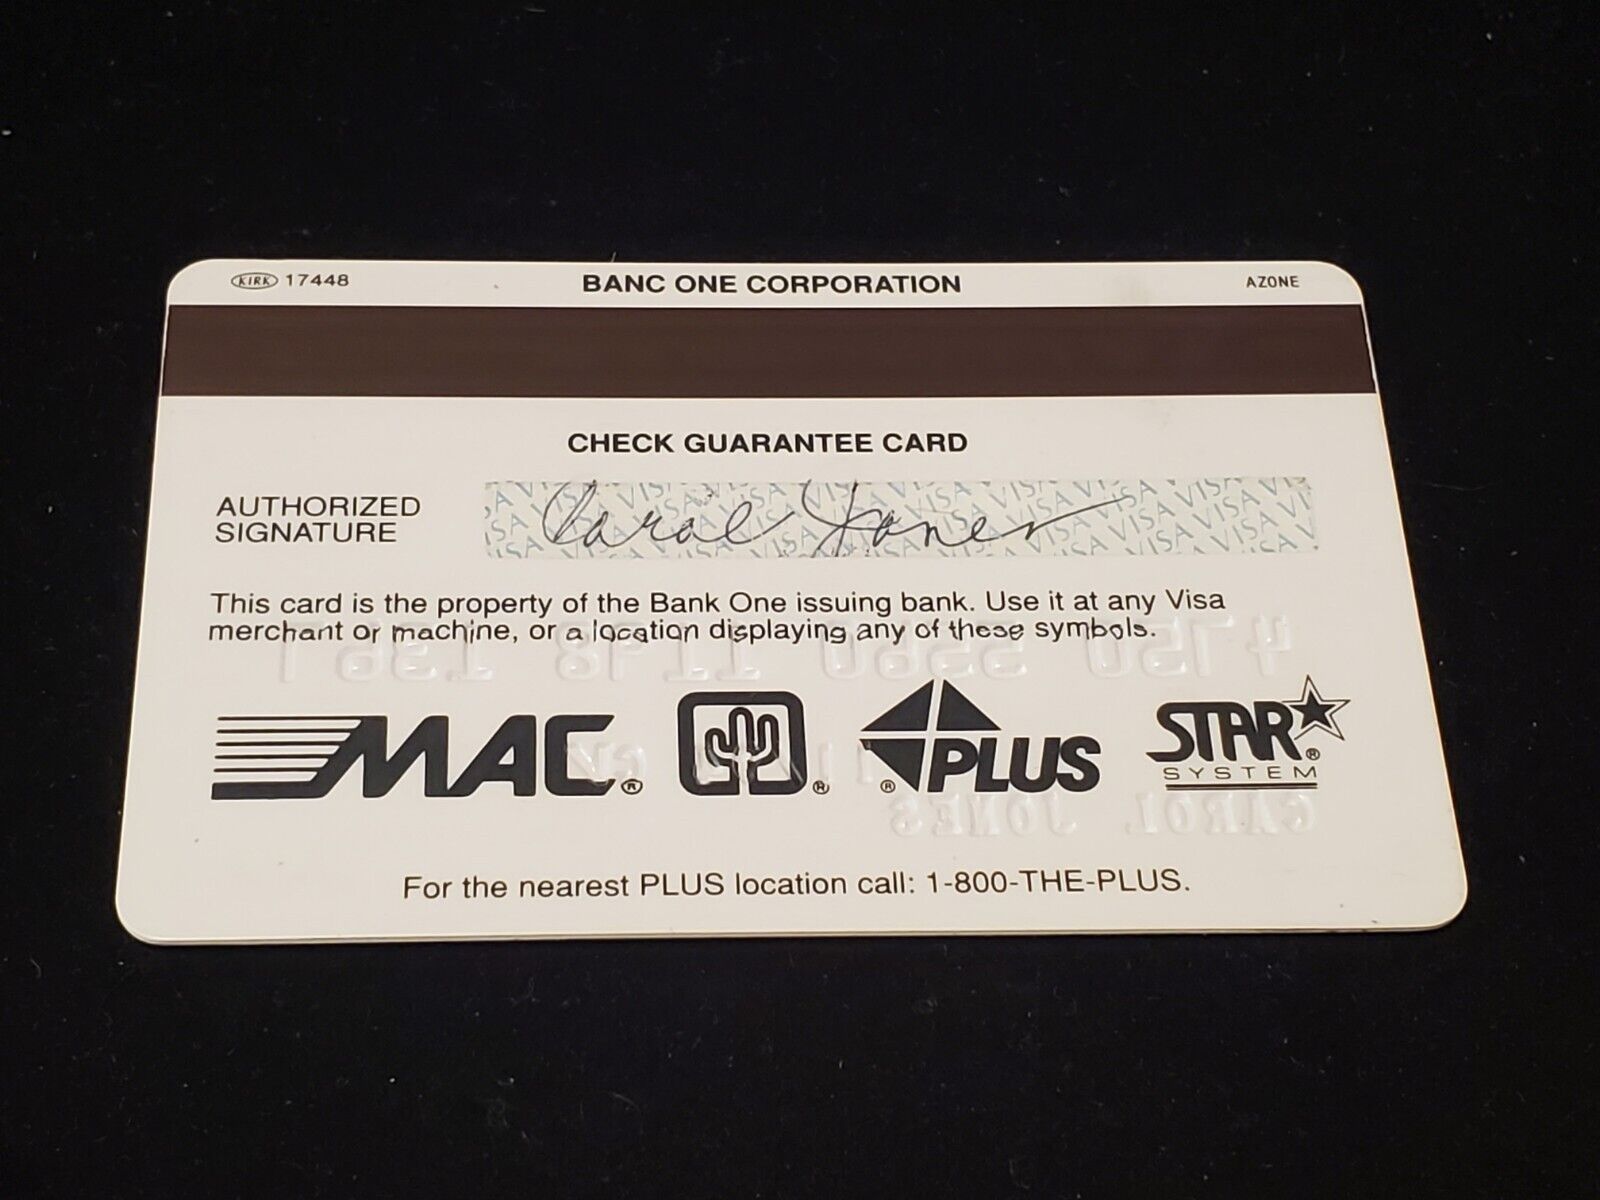 KIRK 17448 BANC ONE CORPORATION AZONE
CHECK GUARANTEE CARD
AUTHORIZED
SIGNATURE
Carol Jones
This card is the property of the Bank One issuing bank. Use it at any Visa
merchant or machine, or a location displaying any of these symbols.
MAC® ® ®PLUS STAR®
SYSTEM
CAROL JONES
For the nearest PLUS location call: 1-800-THE-PLUS.